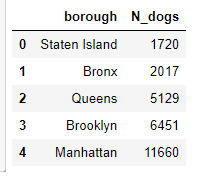 borough N_dogs
0 Staten Island 1720
1 Bronx 2017
2 Queens 5129
3 Brooklyn 6451
4 Manhattan 11660